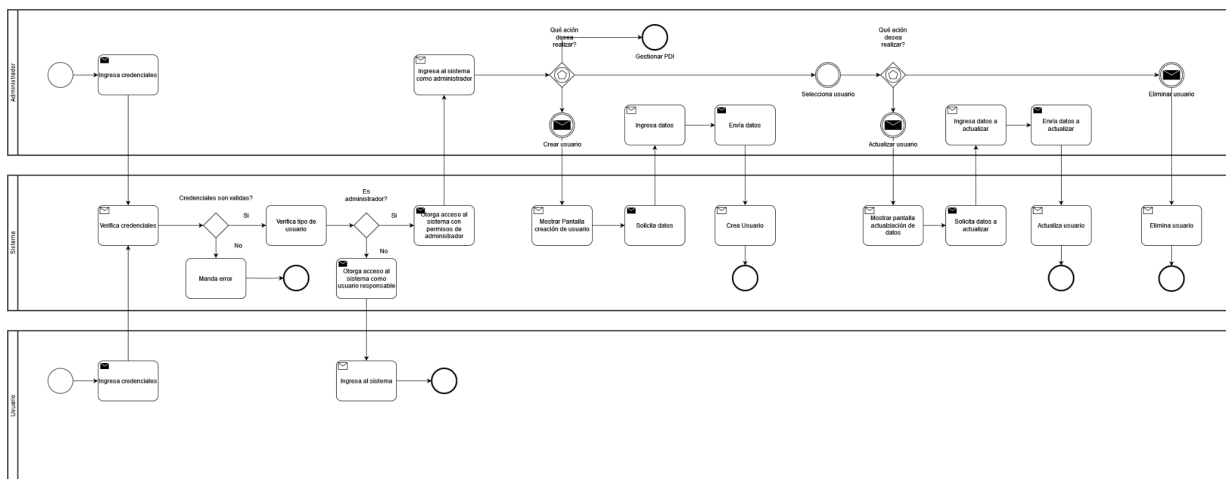 Administrador
Ingresa credenciales
Ingresa al sistema
como administrador
Qué ación
desea
realizar?
Gestionar PDI
Crear usuario
Ingresa datos
Envía datos
Selecciona usuario
Qué ación
desea
realizar?
Actualizar usuario
Ingresa datos a
actualizar
Envía datos a
actualizar
Eliminar usuario
Sistema
Verifica credenciales
Credenciales son validas?
Si
No
Manda error
Verifica tipo de
usuario
Es
administrador?
Si
No
Otorga acceso al
sistema con
permisos de
administrador
Otorga acceso al
sistema como
usuario responsable
Mostrar Pantalla
creación de usuario
Solicita datos
Crea Usuario
Mostrar pantalla
actualziación de
datos
Solicita datos a
actualizar
Actualiza usuario
Elimina usuario
Usuario
Ingresa credenciales
Ingresa al sistema